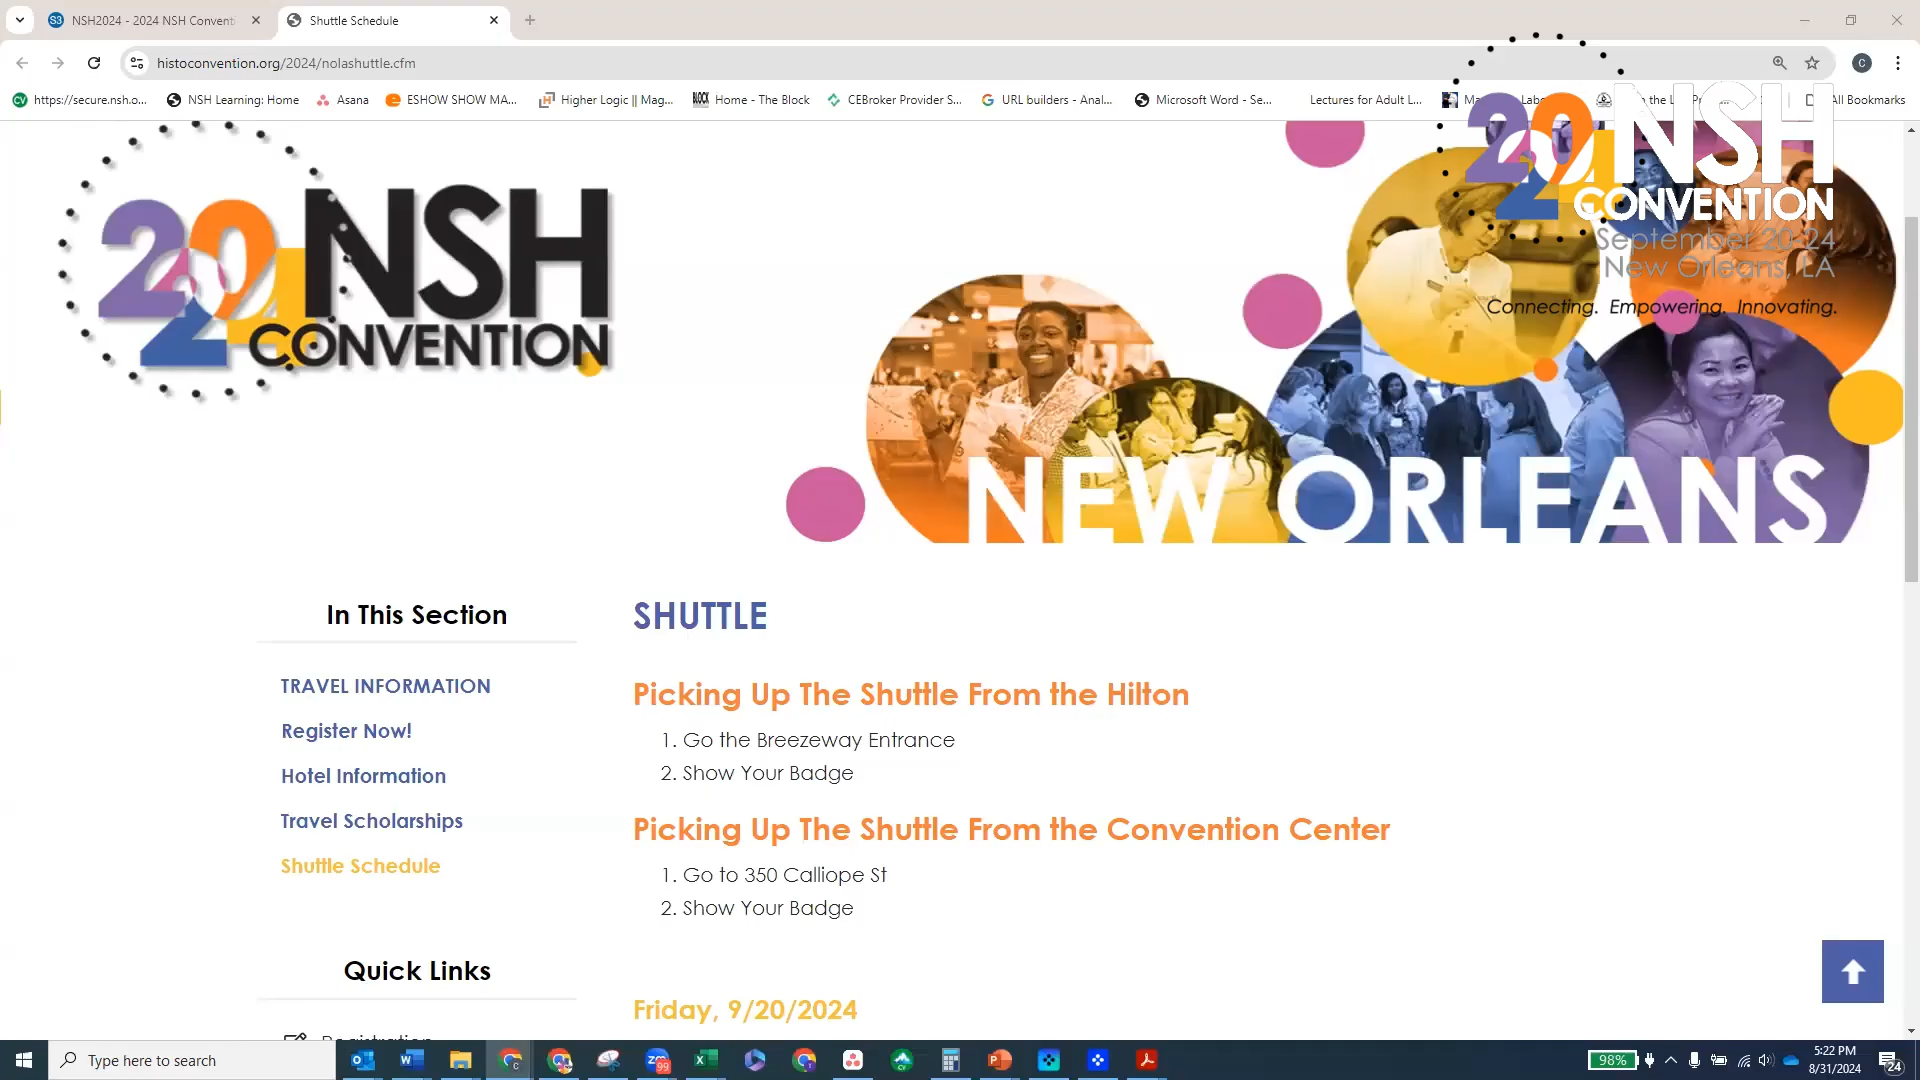 NSH2024 - 2024 NSH Conventi
Shuttle Schedule
histoconvention.org/2024/nolashuttle.cfm
https://secure.nsh.o...
NSH Learning: Home
Asana
ESHOW SHOW MA...
Higher Logic || Mag...
Home - The Block
CEBroker Provider S...
URL builders - Anal...
Microsoft Word - Se...
Lectures for Adult L...
All Bookmarks
2024 NSH
CONVENTION
2024 NSH
CONVENTION
September 20-24
New Orleans, LA
Connecting. Empowering. Innovating.
NEW ORLEANS
In This Section
TRAVEL INFORMATION
Register Now!
Hotel Information
Travel Scholarships
Shuttle Schedule
Quick Links
Registration
SHUTTLE
Picking Up The Shuttle From the Hilton
1. Go the Breezeway Entrance
2. Show Your Badge
Picking Up The Shuttle From the Convention Center
1. Go to 350 Calliope St
2. Show Your Badge
Friday, 9/20/2024
Type here to search
99
98%
5:22 PM
8/31/2024
24